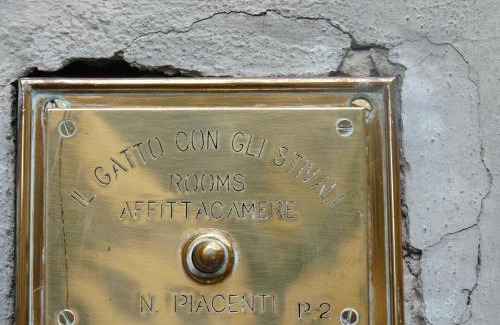 IL GATTO CON GLI STIVALI
ROOMS
AFFITTACAMERE
N. PIACENTI P.2